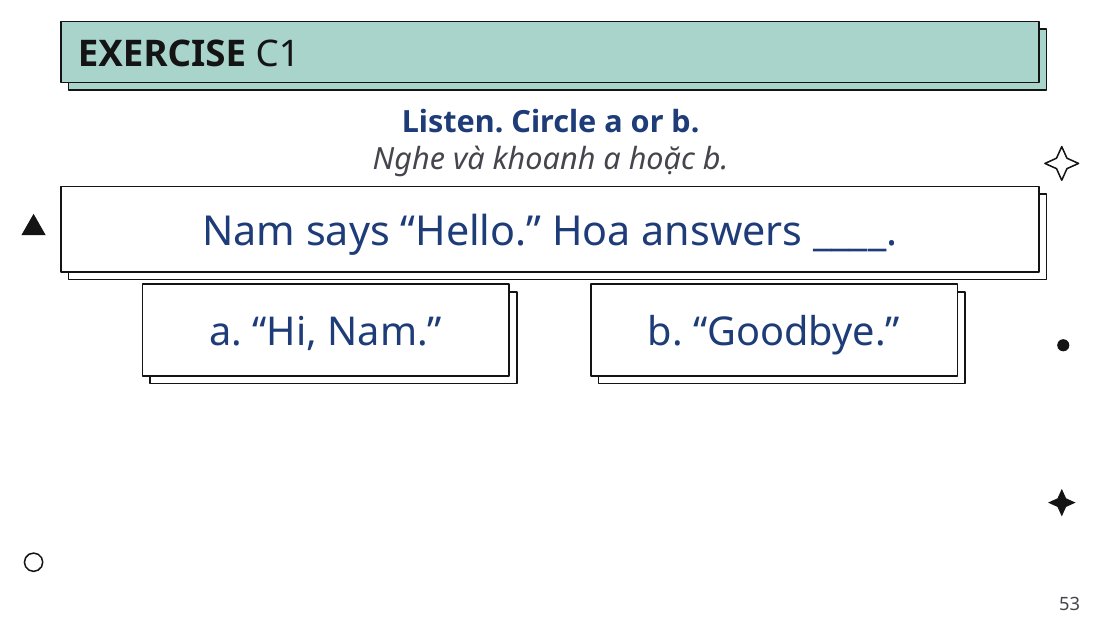 EXERCISE C1
Listen. Circle a or b.
Nghe và khoanh a hoặc b.
Nam says “Hello.” Hoa answers ____.
a. “Hi, Nam.”
b. “Goodbye.”
53